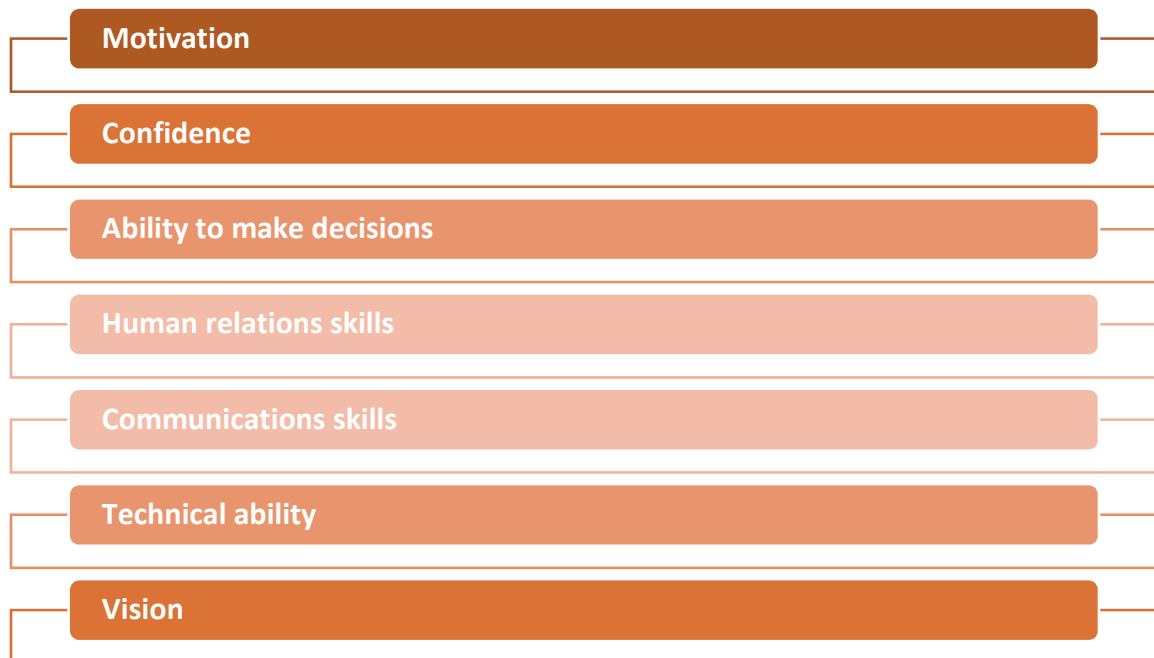 Motivation
Confidence
Ability to make decisions
Human relations skills
Communications skills
Technical ability
Vision